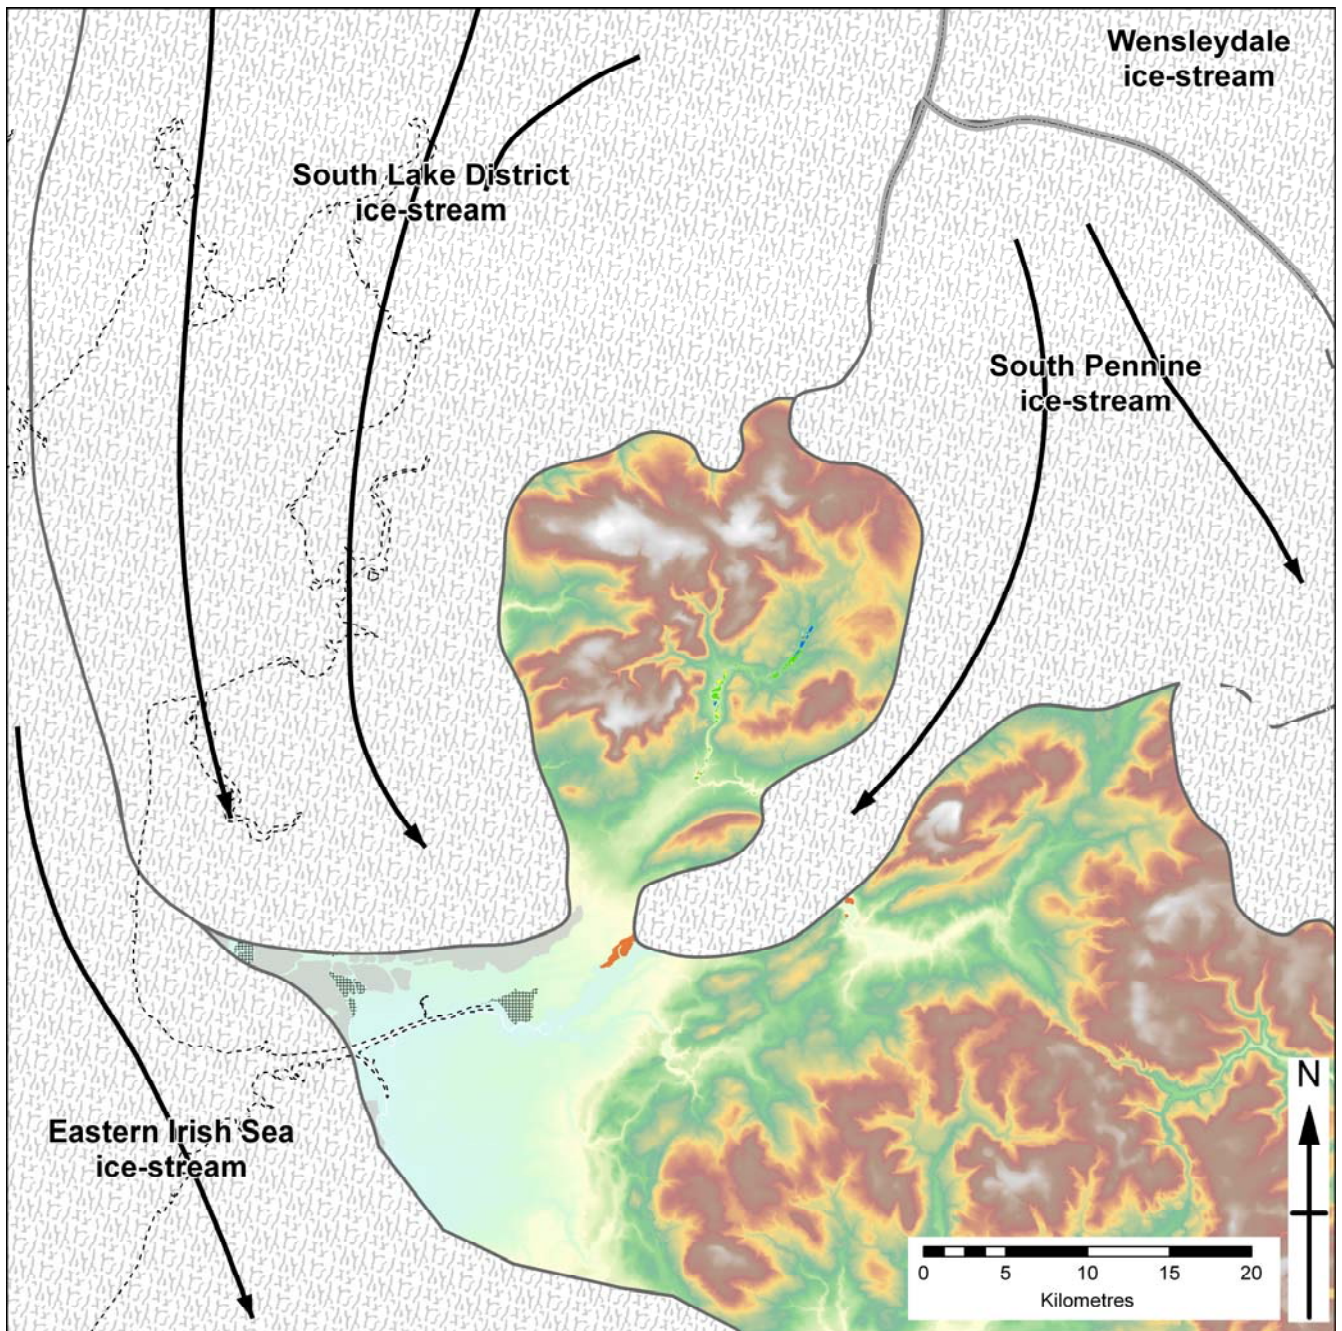 Wensleydale
ice-stream
South Lake District
ice-stream
South Pennine
ice-stream
Eastern Irish Sea
ice-stream
N
0 5 10 15 20
Kilometres